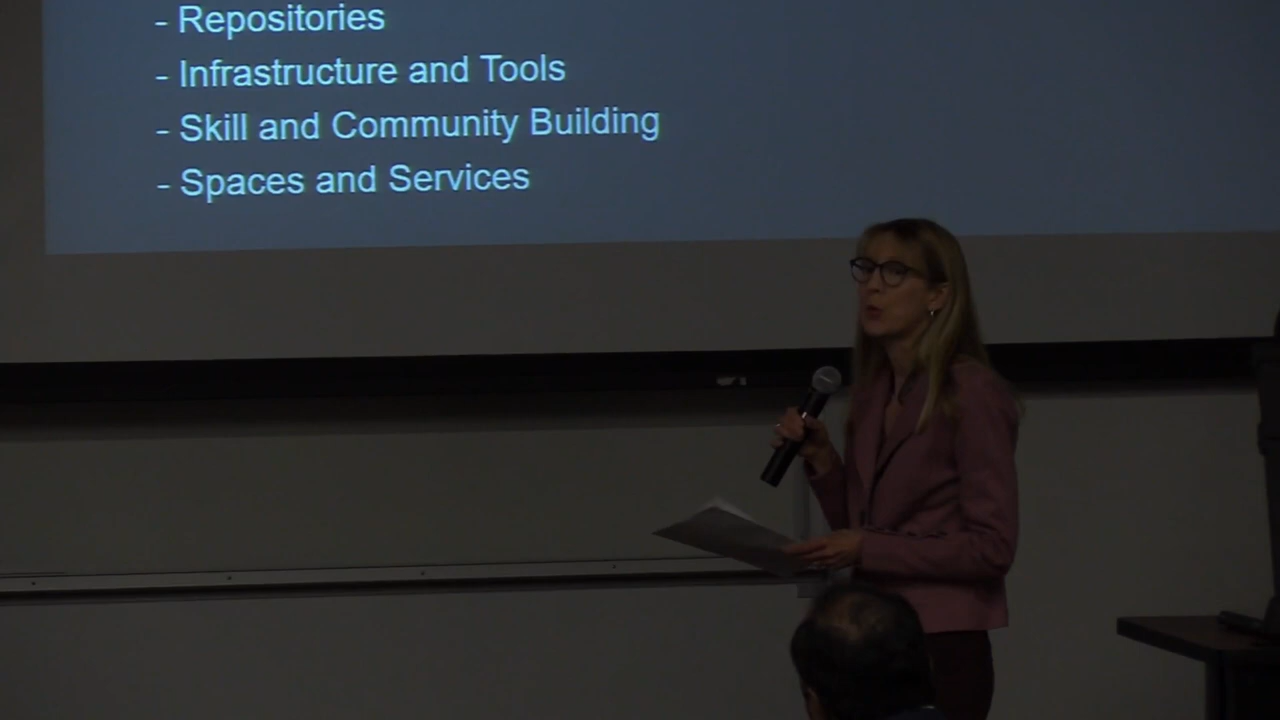 - Repositories
- Infrastructure and Tools
- Skill and Community Building
- Spaces and Services